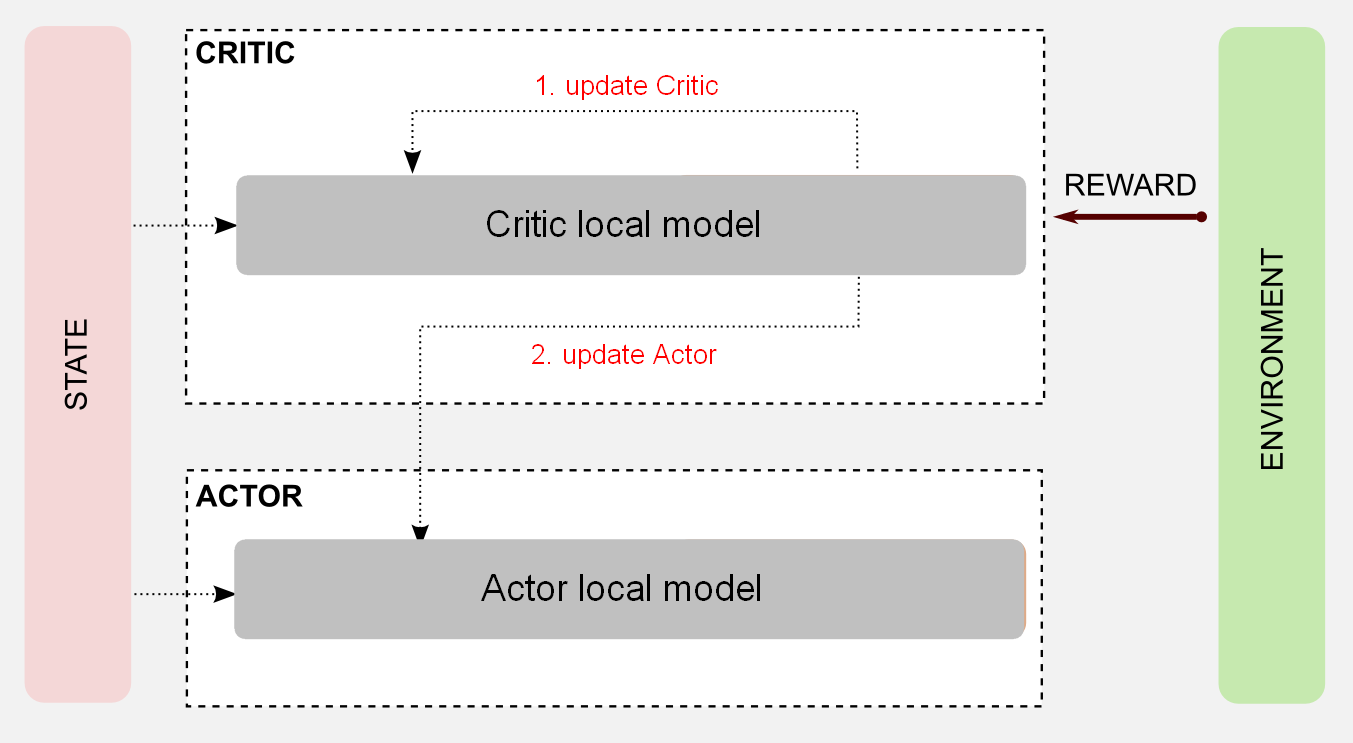 CRITIC
1. update Critic
REWARD
Critic local model
STATE
ENVIRONMENT
2. update Actor
ACTOR
Actor local model